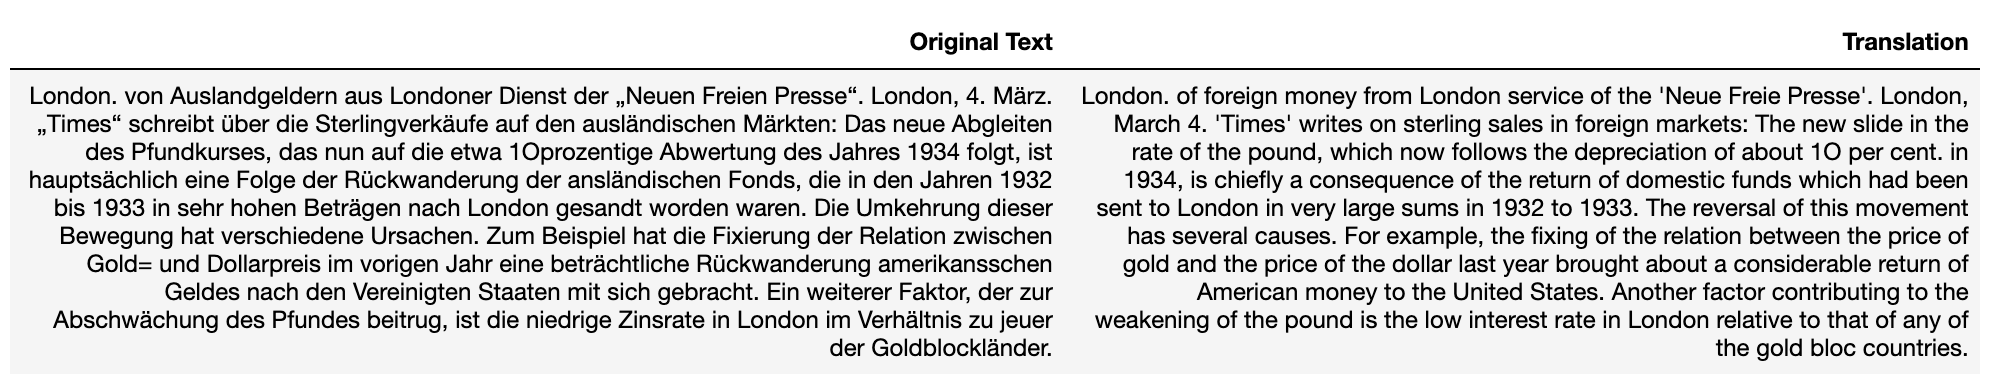 Original Text
Translation
London. von Auslandgeldern aus Londoner Dienst der „Neuen Freien Presse“. London, 4. März.
„Times“ schreibt über die Sterlingverkäufe auf den ausländischen Märkten: Das neue Abgleiten
des Pfundkurses, das nun auf die etwa 1Oprozentige Abwertung des Jahres 1934 folgt, ist
hauptsächlich eine Folge der Rückwanderung der ansländischen Fonds, die in den Jahren 1932
bis 1933 in sehr hohen Beträgen nach London gesandt worden waren. Die Umkehrung dieser
Bewegung hat verschiedene Ursachen. Zum Beispiel hat die Fixierung der Relation zwischen
Gold= und Dollarpreis im vorigen Jahr eine beträchtliche Rückwanderung amerikansschen
Geldes nach den Vereinigten Staaten mit sich gebracht. Ein weiterer Faktor, der zur
Abschwächung des Pfundes beitrug, ist die niedrige Zinsrate in London im Verhältnis zu jeuer
der Goldblockländer.
London. of foreign money from London service of the 'Neue Freie Presse'. London,
March 4. 'Times' writes on sterling sales in foreign markets: The new slide in the
rate of the pound, which now follows the depreciation of about 1O per cent. in
1934, is chiefly a consequence of the return of domestic funds which had been
sent to London in very large sums in 1932 to 1933. The reversal of this movement
has several causes. For example, the fixing of the relation between the price of
gold and the price of the dollar last year brought about a considerable return of
American money to the United States. Another factor contributing to the
weakening of the pound is the low interest rate in London relative to that of any of
the gold bloc countries.